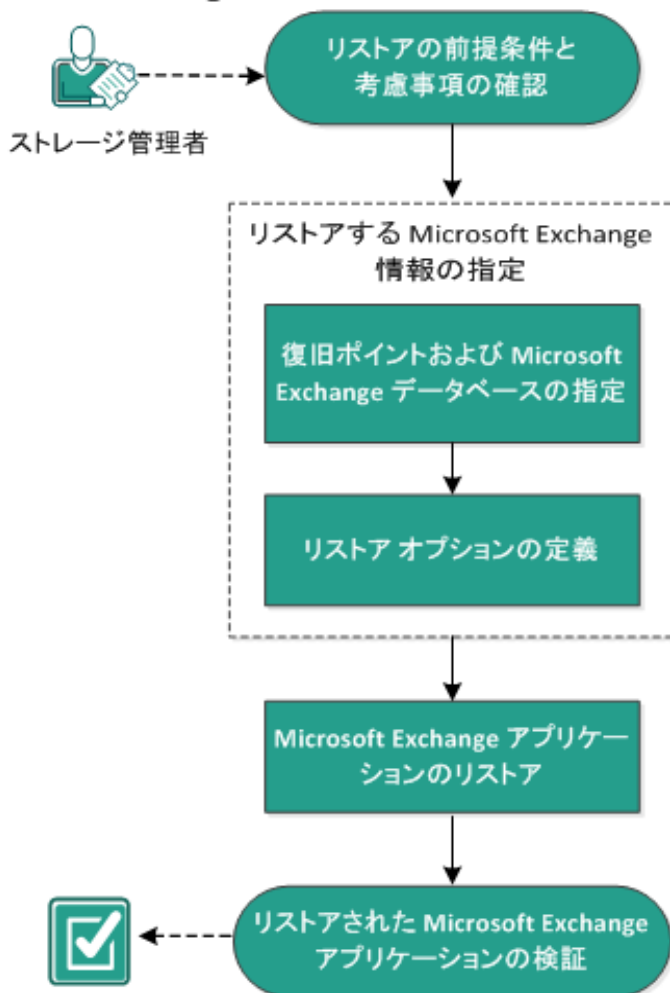 リストアの前提条件と
考慮事項の確認
ストレージ管理者
リストアする Microsoft Exchange
情報の指定
復旧ポイントおよび Microsoft
Exchange データベースの指定
リストア オプションの定義
Microsoft Exchange アプリケー
ションのリストア
リストアされた Microsoft Exchange
アプリケーションの検証